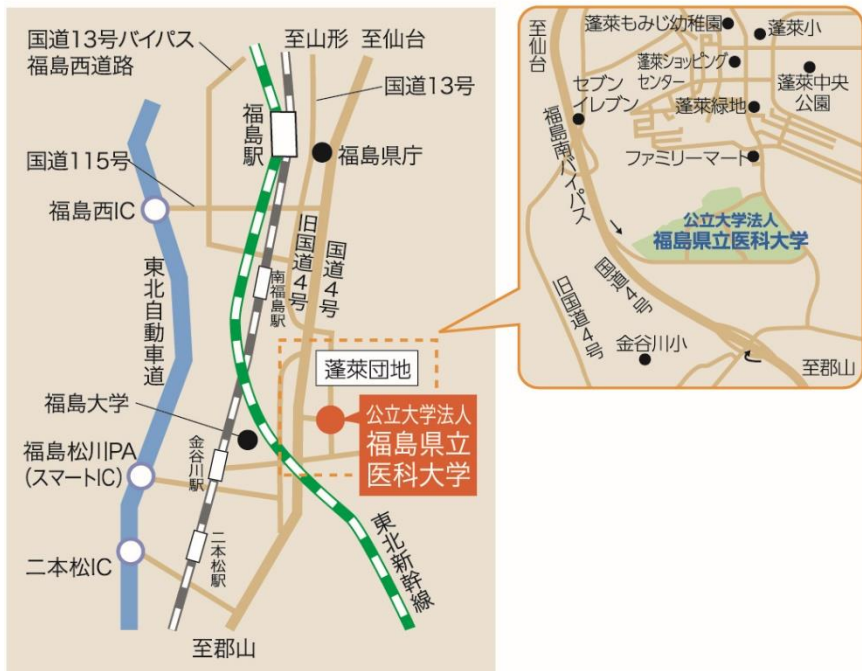 国道13号バイパス
福島西道路
至山形
至仙台
国道13号
福島駅
福島県庁
国道115号
福島西IC
東北自動車道
旧国道4号
国道4号
南福島駅
蓬萊団地
福島大学
公立大学法人
福島県立
医科大学
福島松川PA
(スマートIC)
金谷川駅
二本松IC
二本松駅
東北新幹線
至郡山
至仙台
蓬萊もみじ幼稚園
蓬萊小
蓬萊ショッピング
センター
蓬萊中央
公園
セブン
イレブン
蓬萊緑地
福島南バイパス
ファミリーマート
公立大学法人
福島県立医科大学
国道4号
旧国道4号
金谷川小
至郡山